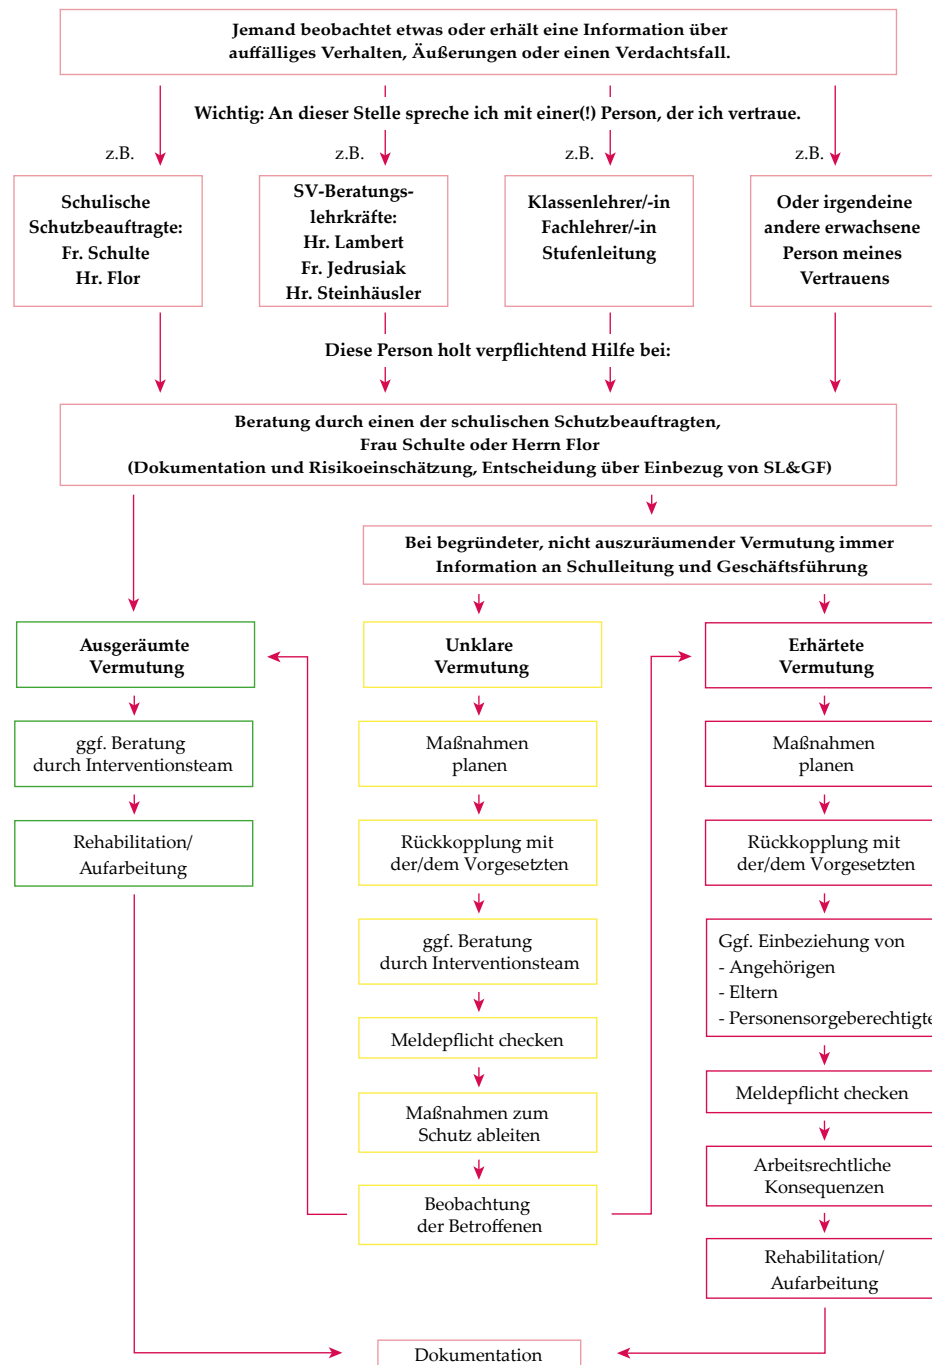 Jemand beobachtet etwas oder erhält eine Information über
auffälliges Verhalten, Äußerungen oder einen Verdachtsfall.
Wichtig: An dieser Stelle spreche ich mit einer(!) Person, der ich vertraue.
z.B.
z.B.
z.B.
z.B.
Schulische
Schutzbeauftragte:
Fr. Schulte
Hr. Flor
SV-Beratungs-
lehrkräfte:
Hr. Lambert
Fr. Jedrusiak
Hr. Steinhäusler
Klassenlehrer/-in
Fachlehrer/-in
Stufenleitung
Oder irgendeine
andere erwachsene
Person meines
Vertrauens
Diese Person holt verpflichtend Hilfe bei:
Beratung durch einen der schulischen Schutzbeauftragten,
Frau Schulte oder Herrn Flor
(Dokumentation und Risikoeinschätzung, Entscheidung über Einbezug von SL&GF)
Bei begründeter, nicht auszuräumender Vermutung immer
Information an Schulleitung und Geschäftsführung
Ausgeräumte
Vermutung
ggf. Beratung
durch Interventionsteam
Rehabilitation/
Aufarbeitung
Unklare
Vermutung
Maßnahmen
planen
Rückkopplung mit
der/dem Vorgesetzten
ggf. Beratung
durch Interventionsteam
Meldepflicht checken
Maßnahmen zum
Schutz ableiten
Beobachtung
der Betroffenen
Erhärtete
Vermutung
Maßnahmen
planen
Rückkopplung mit
der/dem Vorgesetzten
Ggf. Einbeziehung von
- Angehörigen
- Eltern
- Personensorgeberechtigte
Meldepflicht checken
Arbeitsrechtliche
Konsequenzen
Rehabilitation/
Aufarbeitung
Dokumentation